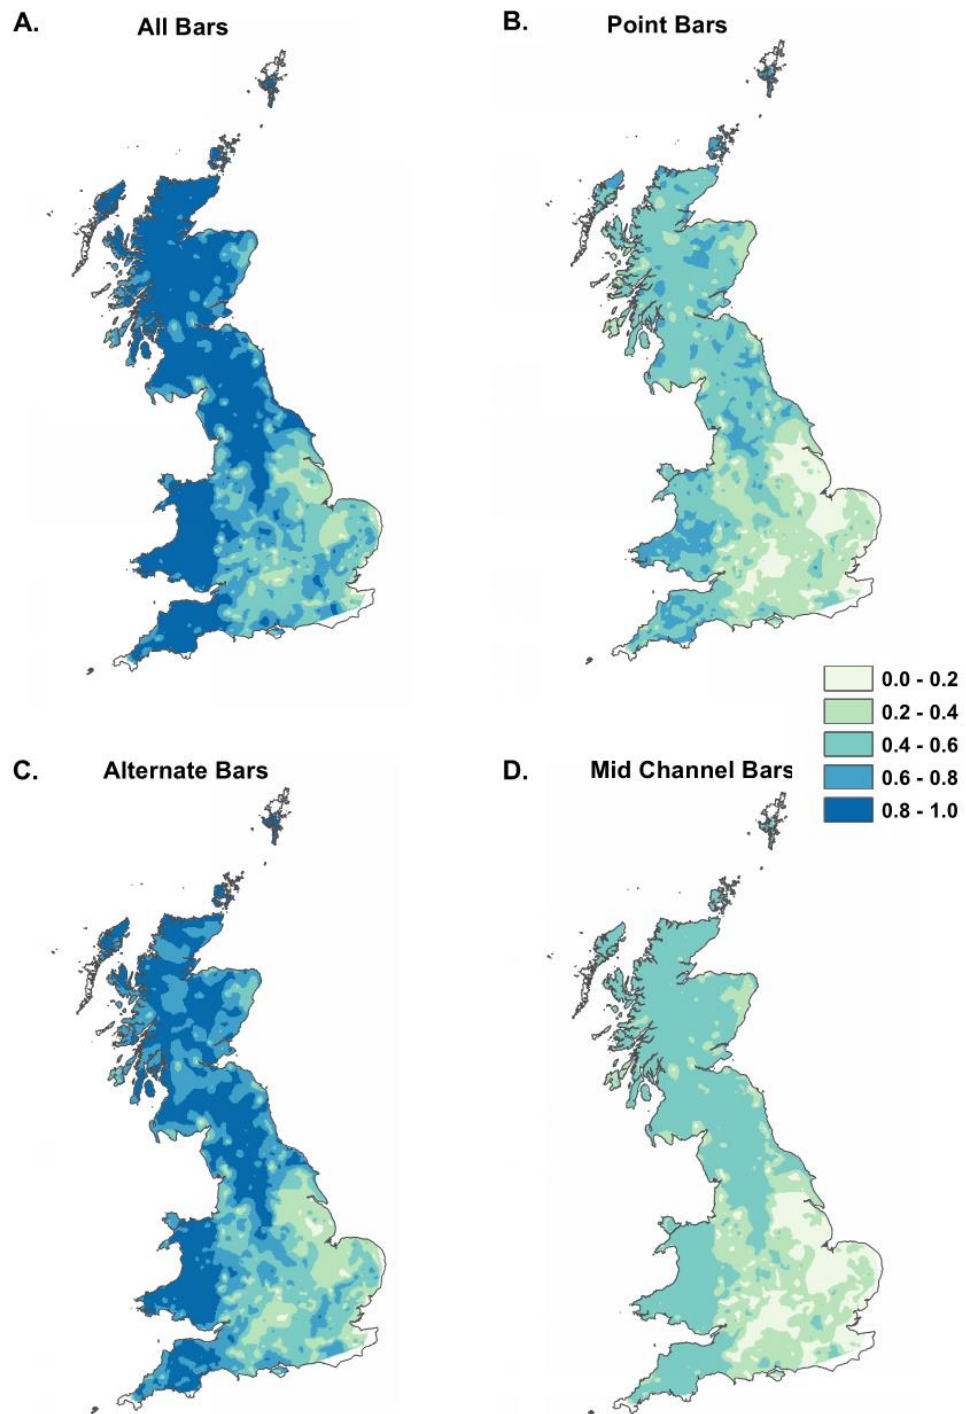 A. All Bars
B. Point Bars
0.0 - 0.2
0.2 - 0.4
0.4 - 0.6
0.6 - 0.8
0.8 - 1.0
C. Alternate Bars
D. Mid Channel Bars